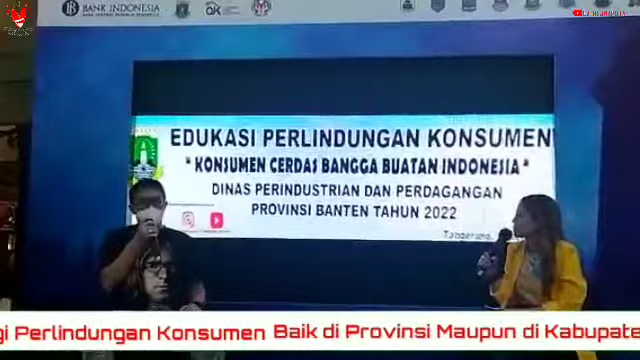 BANK INDONESIA
OJK
EDUKASI PERLINDUNGAN KONSUMEN
"KONSUMEN CERDAS BANGGA BUATAN INDONESIA"
DINAS PERINDUSTRIAN DAN PERDAGANGAN
PROVINSI BANTEN TAHUN 2022
Tangerang,
gi Perlindungan Konsumen Baik di Provinsi Maupun di Kabupate